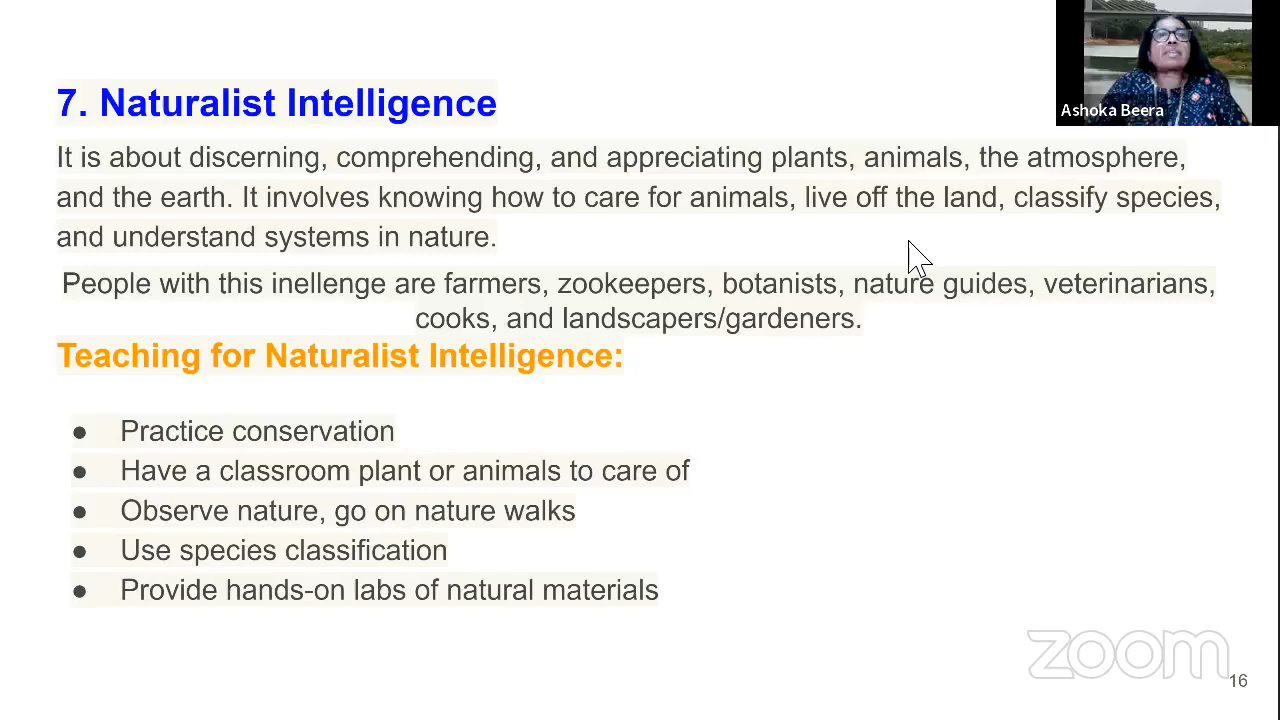 7. Naturalist Intelligence
Ashoka Beera
It is about discerning, comprehending, and appreciating plants, animals, the atmosphere,
and the earth. It involves knowing how to care for animals, live off the land, classify species,
and understand systems in nature.
People with this inellenge are farmers, zookeepers, botanists, nature guides, veterinarians,
cooks, and landscapers/gardeners.
Teaching for Naturalist Intelligence:
● Practice conservation
● Have a classroom plant or animals to care of
● Observe nature, go on nature walks
● Use species classification
● Provide hands-on labs of natural materials
zoom
16